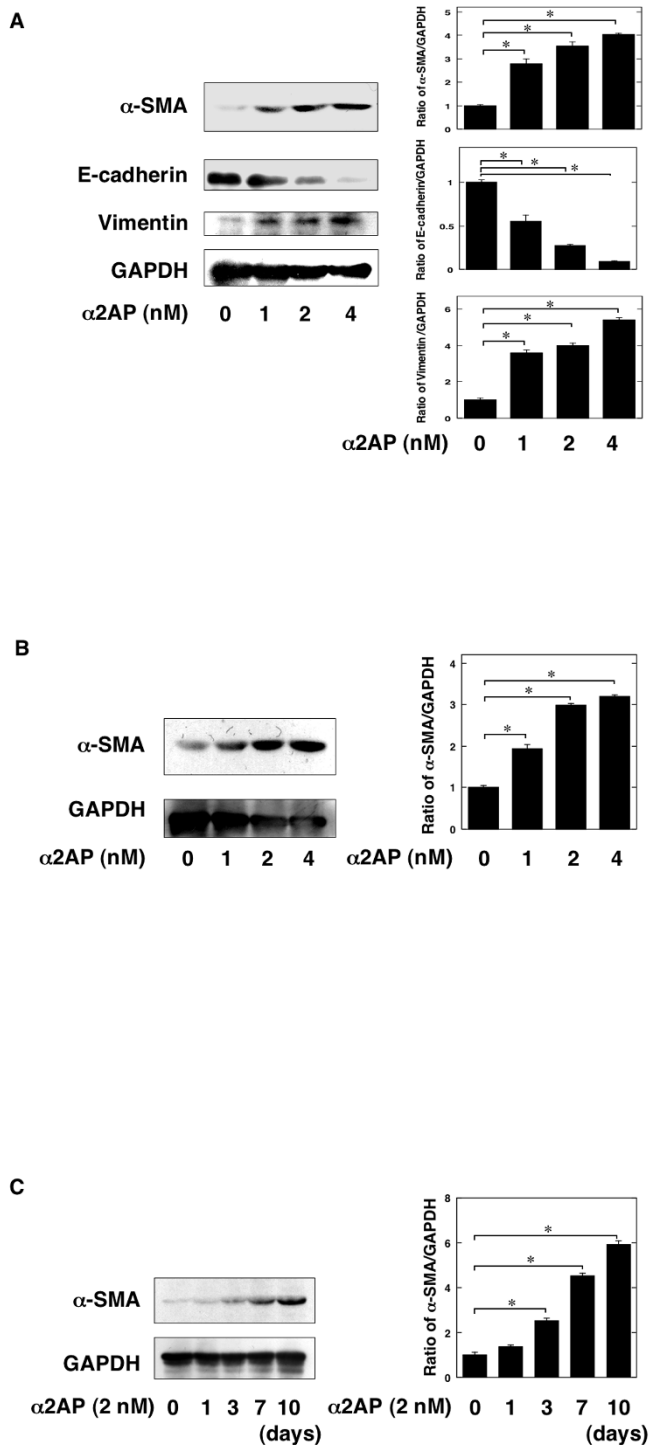 A
α-SMA
E-cadherin
Vimentin
GAPDH
α2AP (nM) 0 1 2 4
Ratio of α-SMA/GAPDH
5
4
3
2
1
0
* * *
Ratio of E-cadherin/GAPDH
1
0.5
0
* * *
Ratio of Vimentin/GAPDH
6
4
2
0
* * *
α2AP (nM) 0 1 2 4
B
α-SMA
GAPDH
α2AP (nM) 0 1 2 4
Ratio of α-SMA/GAPDH
4
3
2
1
0
* * *
α2AP (nM) 0 1 2 4
C
α-SMA
GAPDH
α2AP (2 nM) 0 1 3 7 10
(days)
Ratio of α-SMA/GAPDH
8
6
4
2
0
* * *
α2AP (2 nM) 0 1 3 7 10
(days)